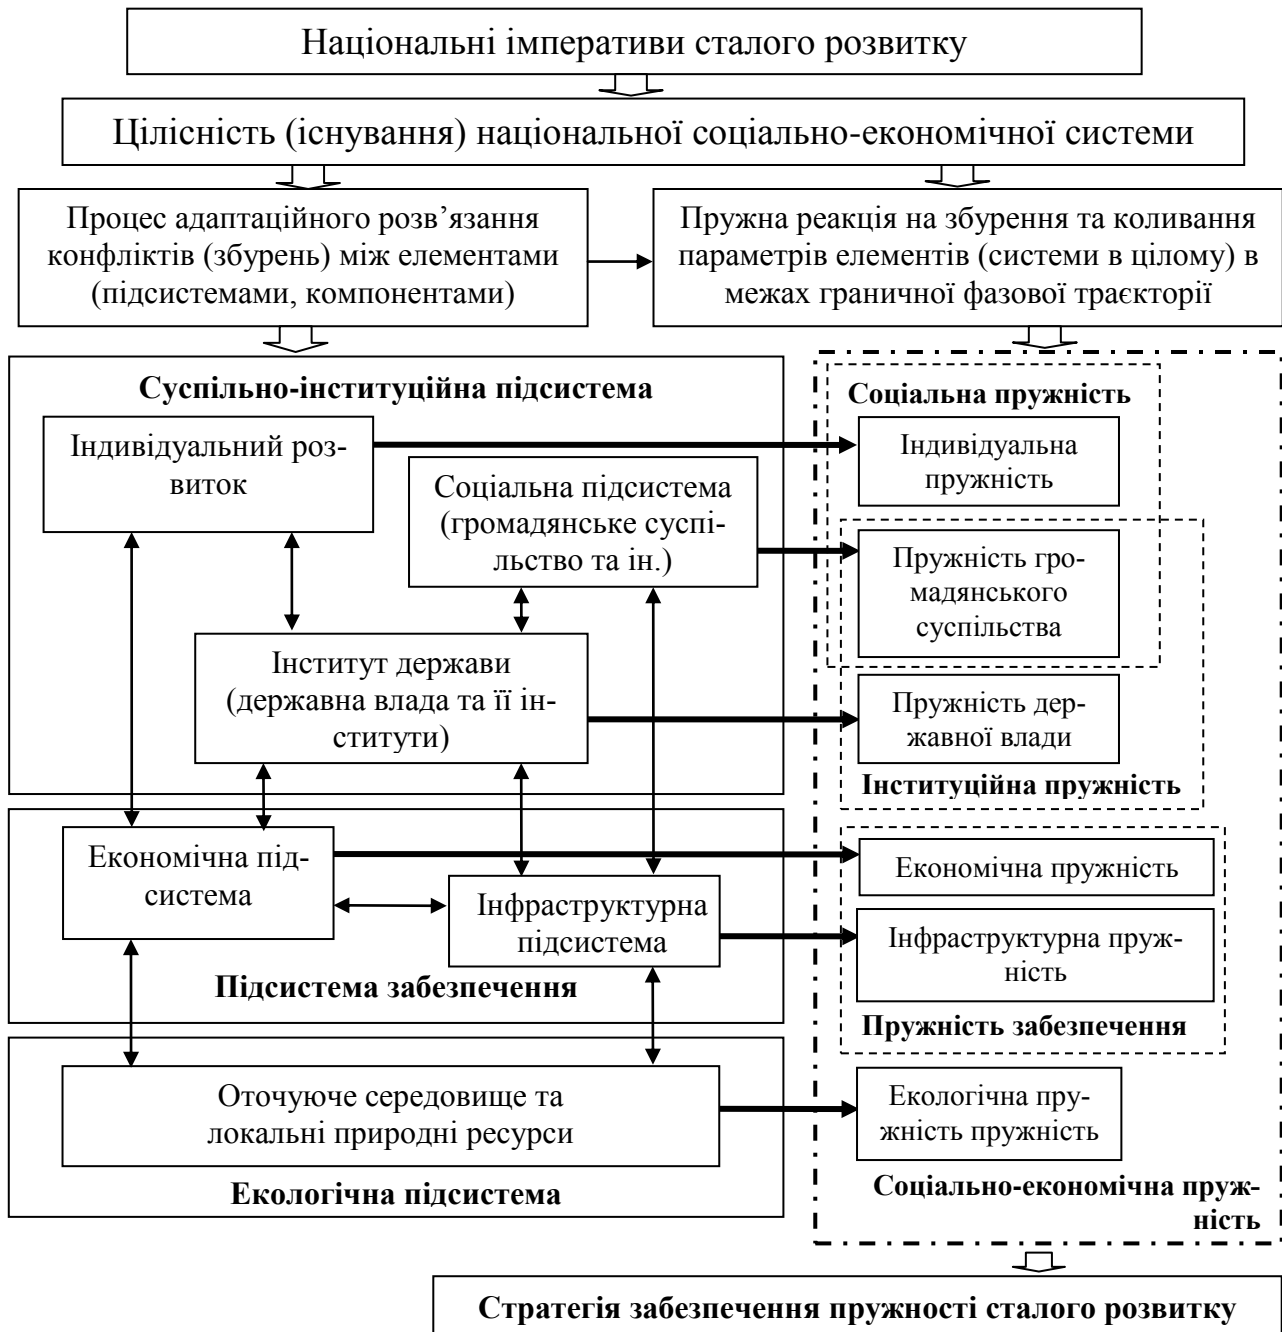 Національні імперативи сталого розвитку
Цілісність (існування) національної соціально-економічної системи
Процес адаптаційного розв’язання
конфліктів (збурень) між елементами
(підсистемами, компонентами)
Пружна реакція на збурення та коливання
параметрів елементів (системи в цілому) в
межах граничної фазової траєкторії
Суспільно-інституційна підсистема
Індивідуальний роз-
виток
Соціальна підсистема
(громадянське суспі-
льство та ін.)
Інститут держави
(державна влада та її ін-
ститути)
Економічна під-
система
Інфраструктурна
підсистема
Підсистема забезпечення
Оточуюче середовище та
локальні природні ресурси
Екологічна підсистема
Соціальна пружність
Індивідуальна
пружність
Пружність гро-
мадянського
суспільства
Пружність дер-
жавної влади
Інституційна пружність
Економічна пружність
Інфраструктурна пруж-
ність
Пружність забезпечення
Екологічна пру-
жність пружність
Соціально-економічна пруж-
ність
Стратегія забезпечення пружності сталого розвитку